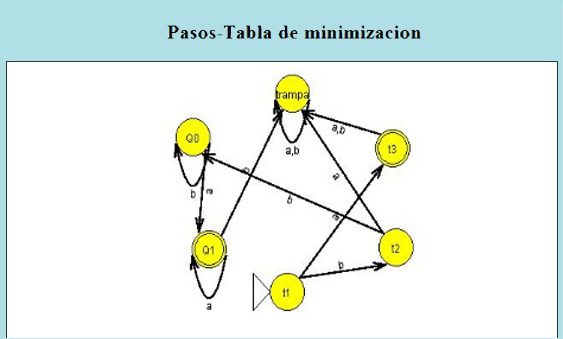 Pasos-Tabla de minimizacion
trampa
Q0
a,b
a,b
t3
b
a
a
b
a
Q1
t2
b
t1
a